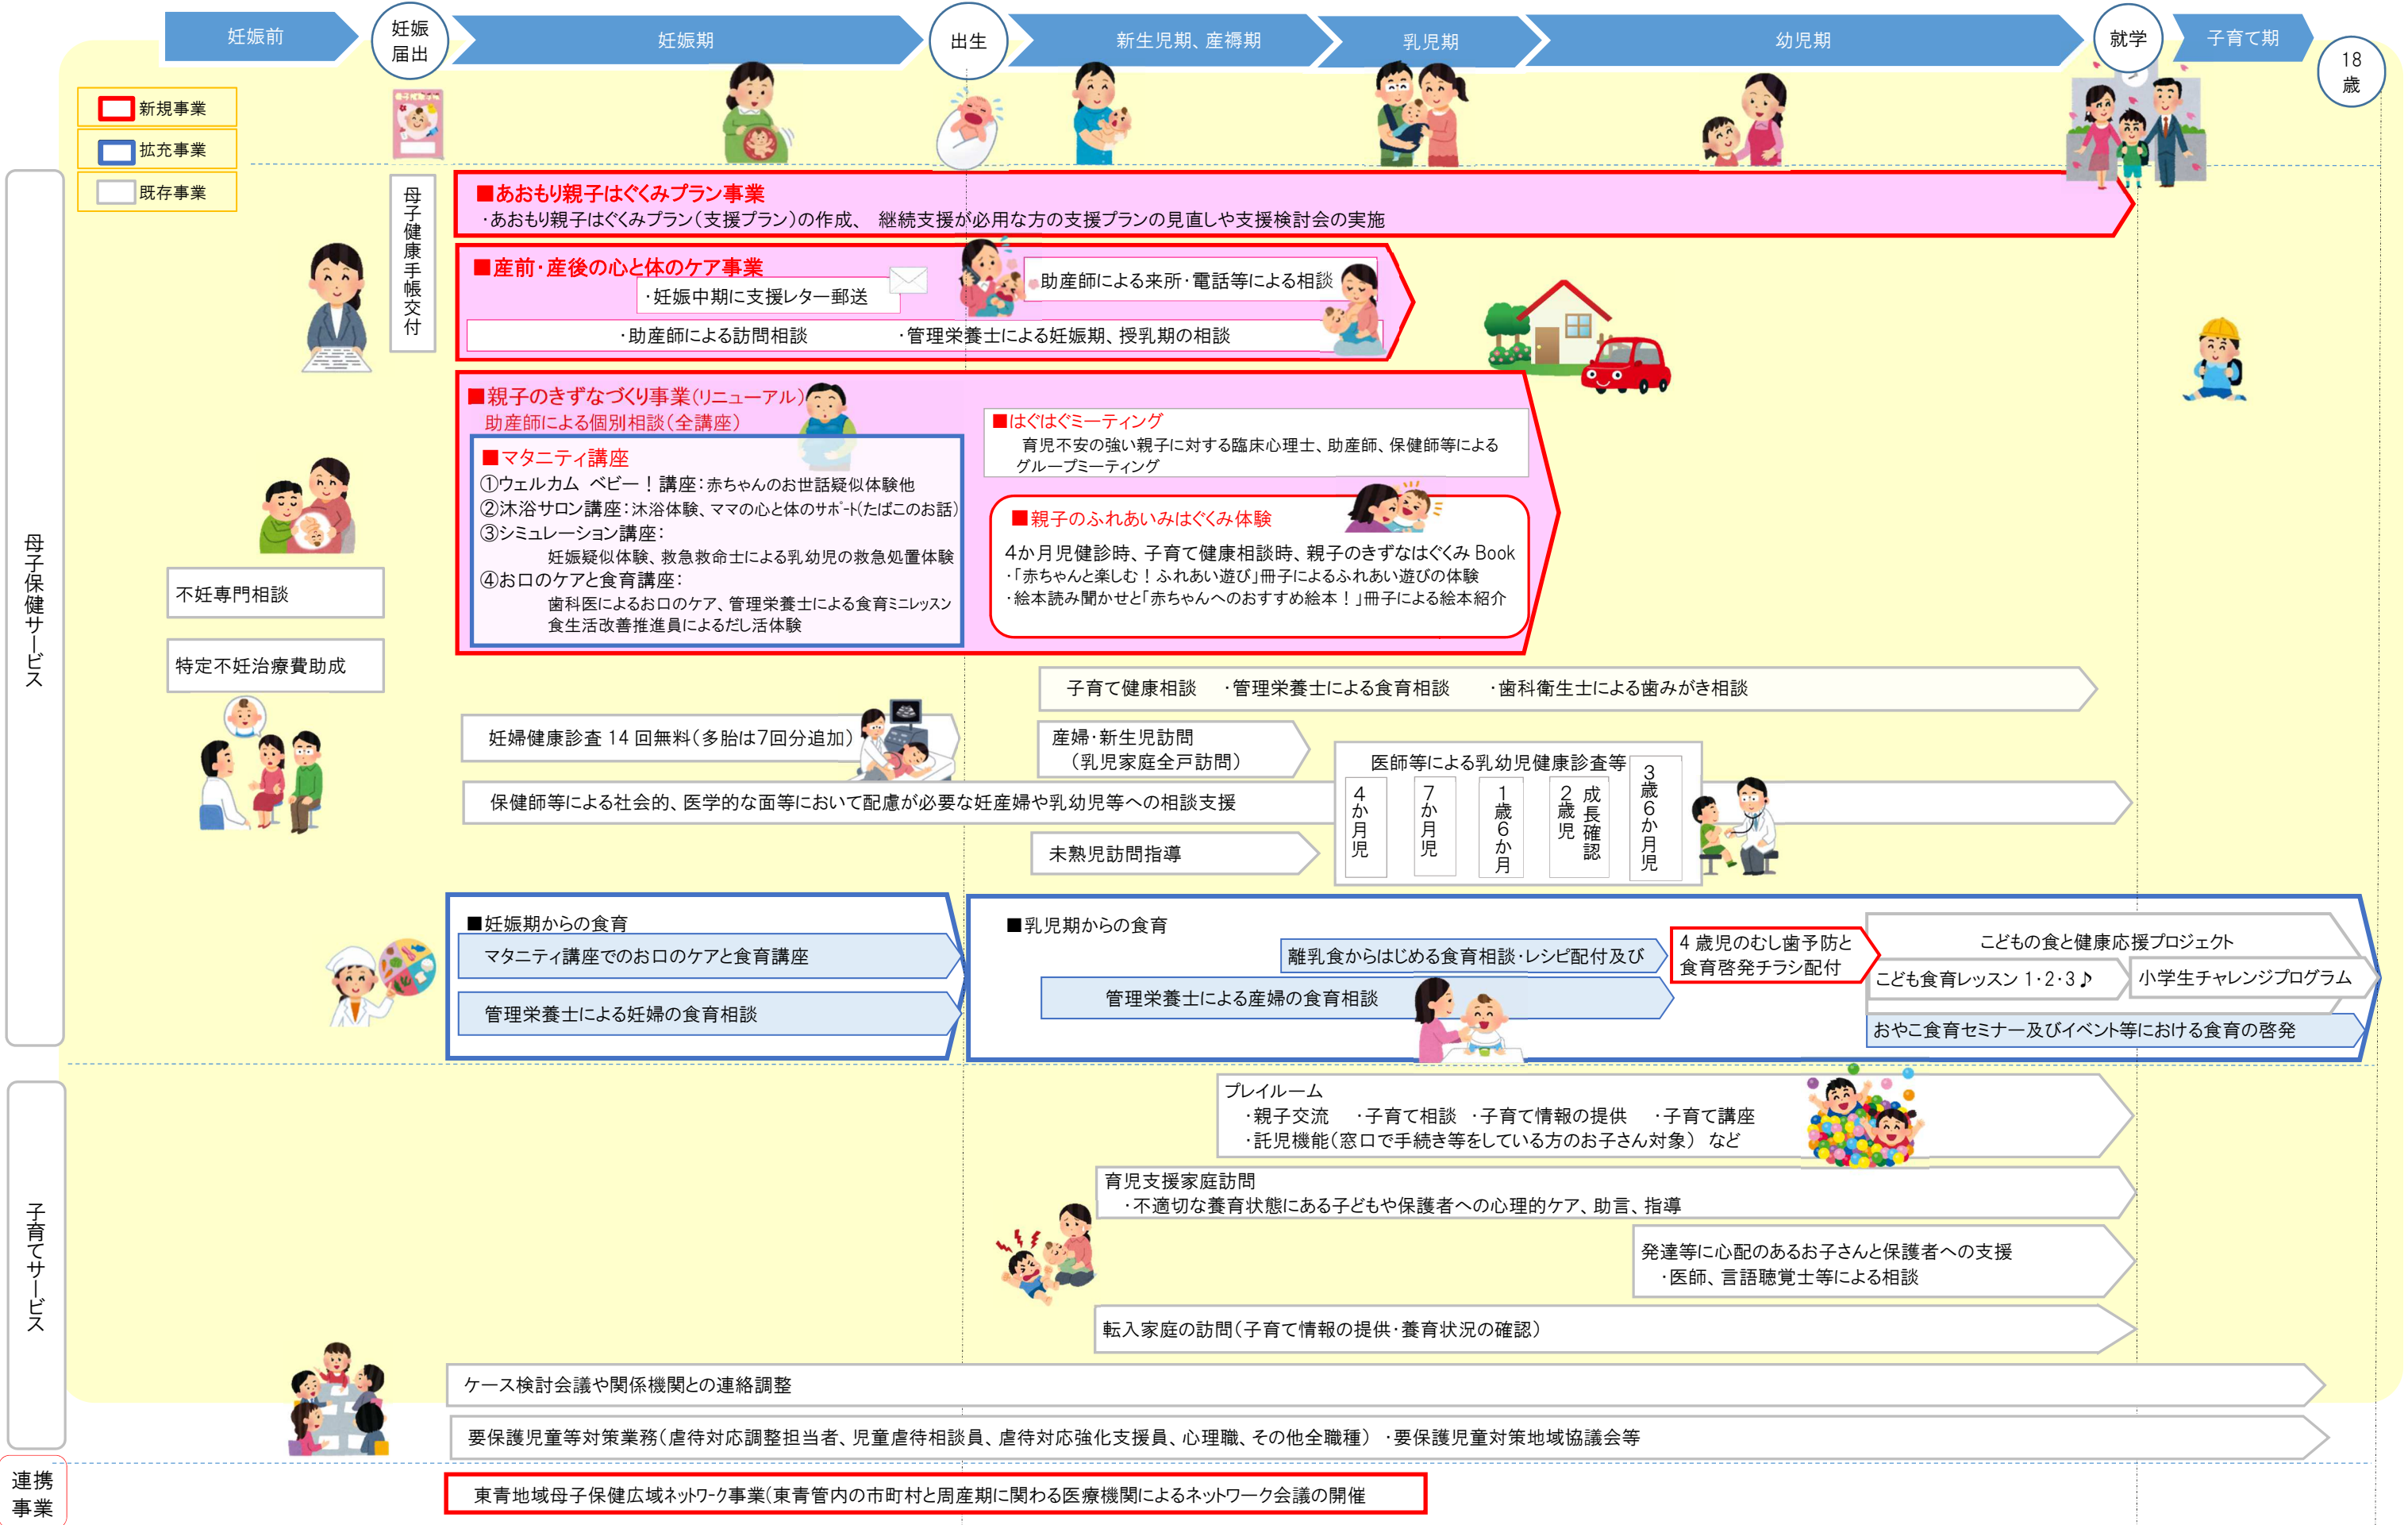 妊娠前
妊娠
届出
妊娠期
出生
新生児期、産褥期
乳児期
幼児期
就学
子育て期
18
歳
新規事業
拡充事業
既存事業
母子保健サービス
母子健康手帳交付
■あおもり親子はぐくみプラン事業
・あおもり親子はぐくみプラン（支援プラン）の作成、 継続支援が必用な方の支援プランの見直しや支援検討会の実施
■産前・産後の心と体のケア事業
・妊娠中期に支援レター郵送
助産師による来所・電話等による相談
・助産師による訪問相談
・管理栄養士による妊娠期、授乳期の相談
■親子のきずなづくり事業（リニューアル）
助産師による個別相談（全講座）
■マタニティ講座
①ウェルカム ベビー！講座：赤ちゃんのお世話疑似体験他
②沐浴サロン講座：沐浴体験、ママの心と体のサポート（たばこのお話）
③シミュレーション講座：
妊娠疑似体験、救急救命士による乳幼児の救急処置体験
④お口のケアと食育講座：
歯科医によるお口のケア、管理栄養士による食育ミニレッスン
食生活改善推進員によるだし活体験
■はぐはぐミーティング
育児不安の強い親子に対する臨床心理士、助産師、保健師等による
グループミーティング
■親子のふれあいみはぐくみ体験
4か月児健診時、子育て健康相談時、親子のきずなはぐくみ Book
・「赤ちゃんと楽しむ！ふれあい遊び」冊子によるふれあい遊びの体験
・絵本読み聞かせと「赤ちゃんへのおすすめ絵本！」冊子による絵本紹介
不妊専門相談
特定不妊治療費助成
子育て健康相談 ・管理栄養士による食育相談 ・歯科衛生士による歯みがき相談
妊婦健康診査 14 回無料（多胎は7回分追加）
産婦・新生児訪問
（乳児家庭全戸訪問）
医師等による乳幼児健康診査等
4か月児
7か月児
1歳6か月
2歳児
成長確認
3歳6か月児
保健師等による社会的、医学的な面等において配慮が必要な妊産婦や乳幼児等への相談支援
未熟児訪問指導
■妊娠期からの食育
マタニティ講座でのお口のケアと食育講座
管理栄養士による妊婦の食育相談
■乳児期からの食育
離乳食からはじめる食育相談・レシピ配付及び
管理栄養士による産婦の食育相談
4 歳児のむし歯予防と
食育啓発チラシ配付
こどもの食と健康応援プロジェクト
こども食育レッスン 1・2・3♪
小学生チャレンジプログラム
おやこ食育セミナー及びイベント等における食育の啓発
子育てサービス
プレイルーム
・親子交流 ・子育て相談 ・子育て情報の提供 ・子育て講座
・託児機能（窓口で手続き等をしている方のお子さん対象） など
育児支援家庭訪問
・不適切な養育状態にある子どもや保護者への心理的ケア、助言、指導
発達等に心配のあるお子さんと保護者への支援
・医師、言語聴覚士等による相談
転入家庭の訪問（子育て情報の提供・養育状況の確認）
ケース検討会議や関係機関との連絡調整
要保護児童等対策業務（虐待対応調整担当者、児童虐待相談員、虐待対応強化支援員、心理職、その他全職種） ・要保護児童対策地域協議会等
連携
事業
東青地域母子保健広域ネットワーク事業（東青管内の市町村と周産期に関わる医療機関によるネットワーク会議の開催